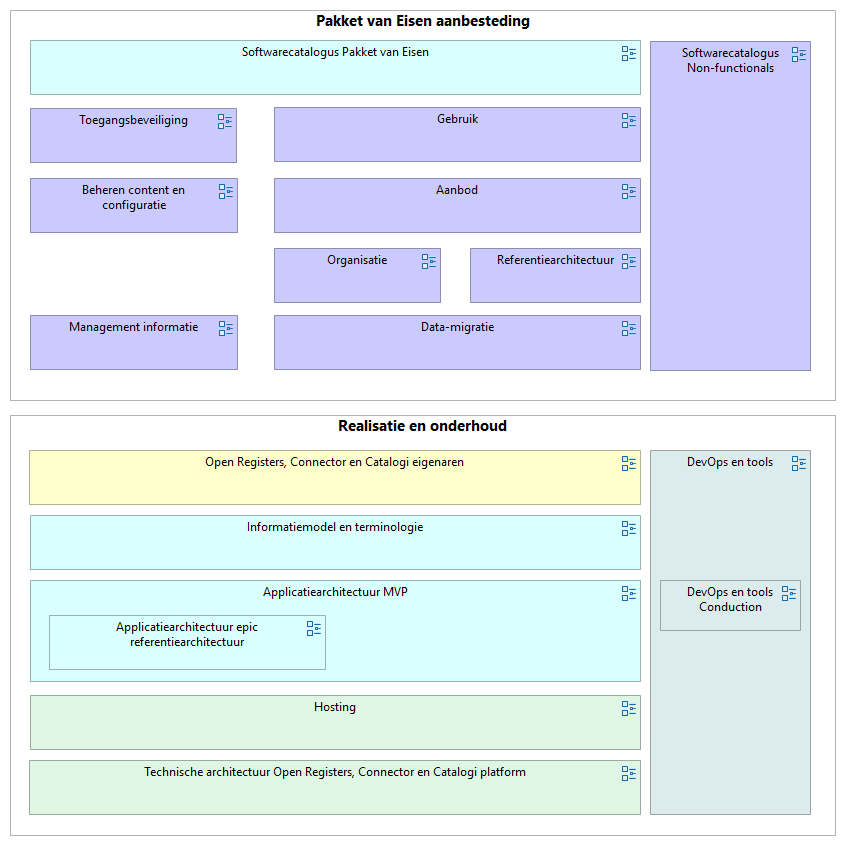 Pakket van Eisen aanbesteding
Softwarecatalogus Pakket van Eisen
Softwarecatalogus
Non-functionals
Toegangsbeveiliging
Gebruik
Beheren content en
configuratie
Aanbod
Organisatie
Referentiearchitectuur
Management informatie
Data-migratie
Realisatie en onderhoud
Open Registers, Connector en Catalogi eigenaren
DevOps en tools
Informatiemodel en terminologie
Applicatiearchitectuur MVP
DevOps en tools
Conduction
Applicatiearchitectuur epic
referentiearchitectuur
Hosting
Technische architectuur Open Registers, Connector en Catalogi platform